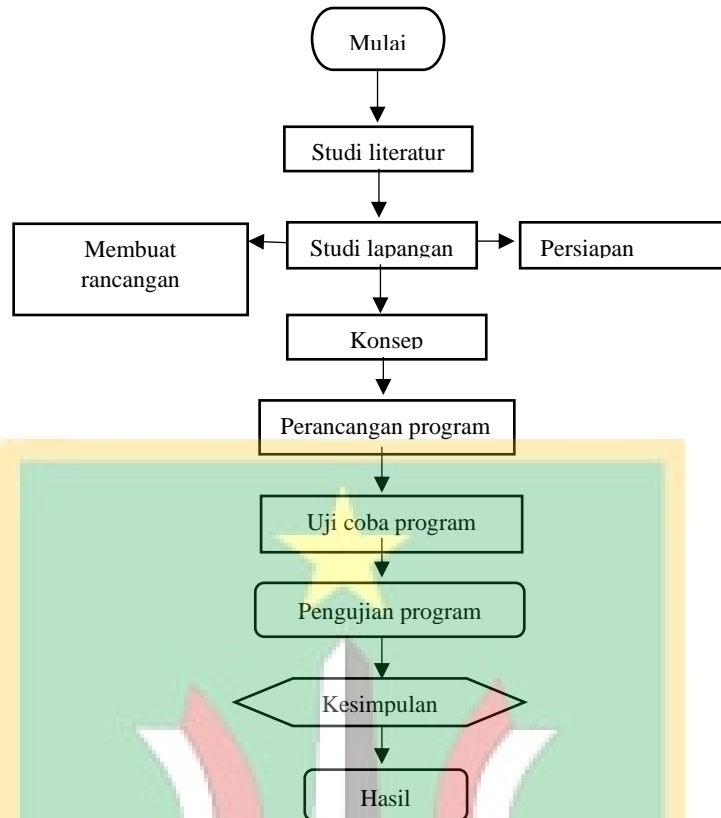 Mulai
Studi literatur
Membuat
rancangan
Studi lapangan
Persiapan
Konsep
Perancangan program
Uji coba program
Pengujian program
Kesimpulan
Hasil